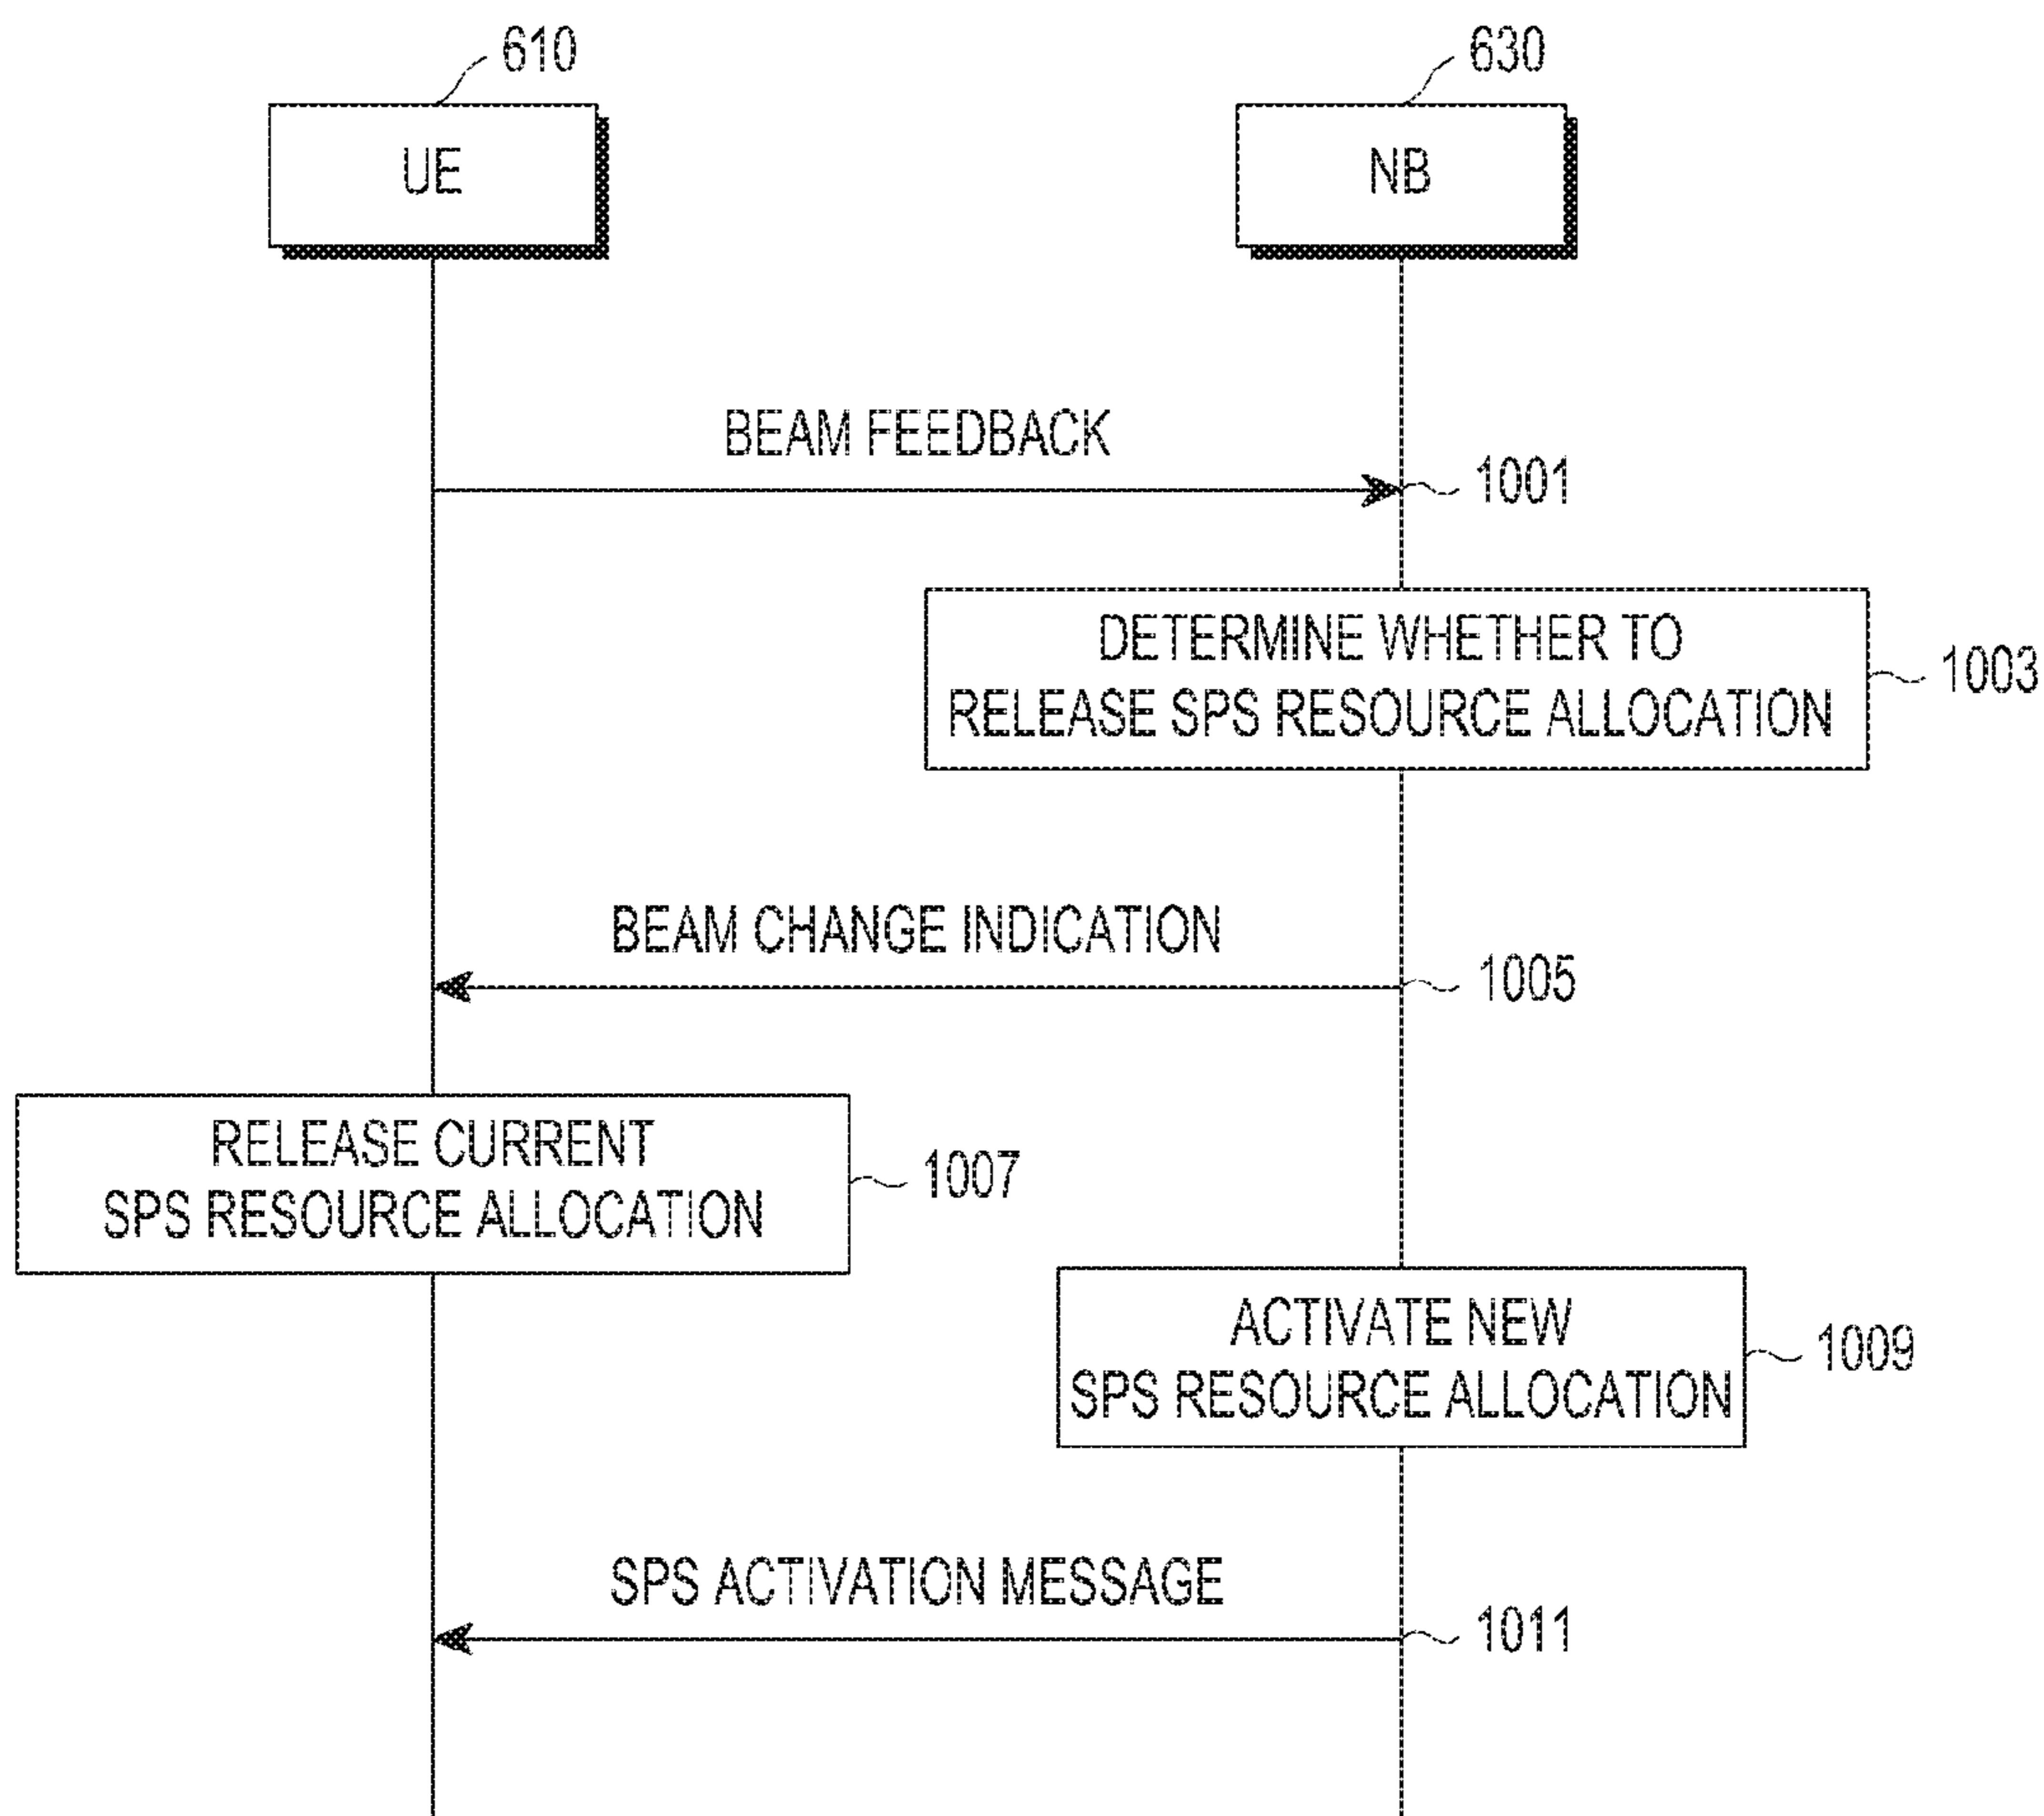 610
630
UE
NB
BEAM FEEDBACK
1001
DETERMINE WHETHER TO
RELEASE SPS RESOURCE ALLOCATION
1003
BEAM CHANGE INDICATION
1005
RELEASE CURRENT
SPS RESOURCE ALLOCATION
1007
ACTIVATE NEW
SPS RESOURCE ALLOCATION
1009
SPS ACTIVATION MESSAGE
1011